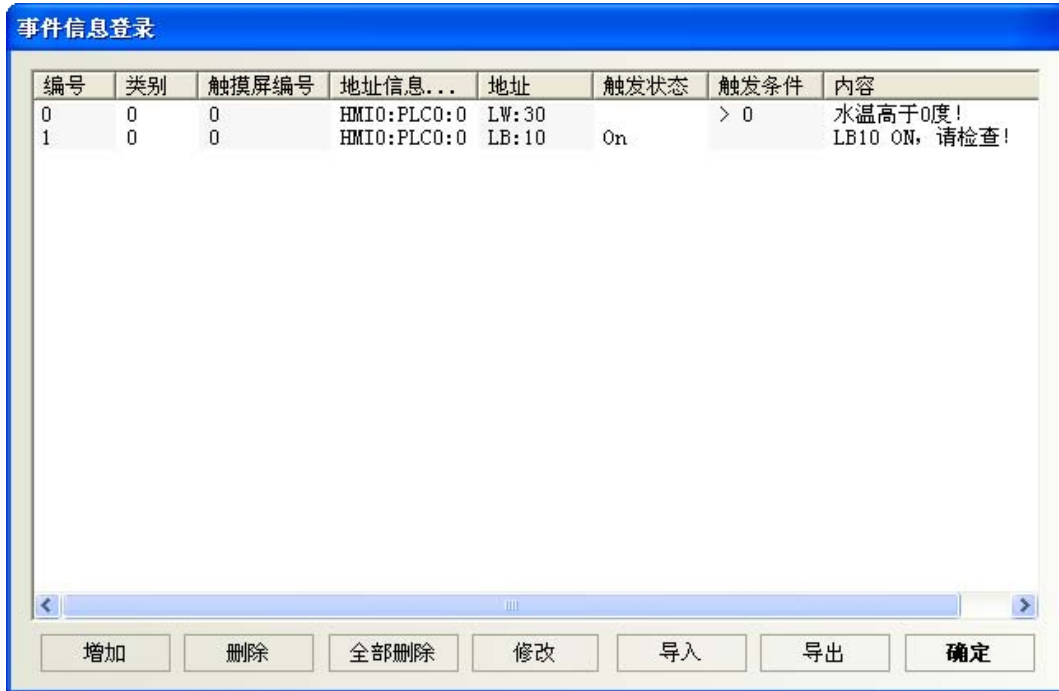 事件信息登录
编号 类别 触摸屏编号 地址信息... 地址 触发状态 触发条件 内容
0 0 0 HMI0:PLC0:0 LW:30 > 0 水温高于0度!
1 0 0 HMI0:PLC0:0 LB:10 On LB10 ON，请检查!
增加 删除 全部删除 修改 导入 导出 确定